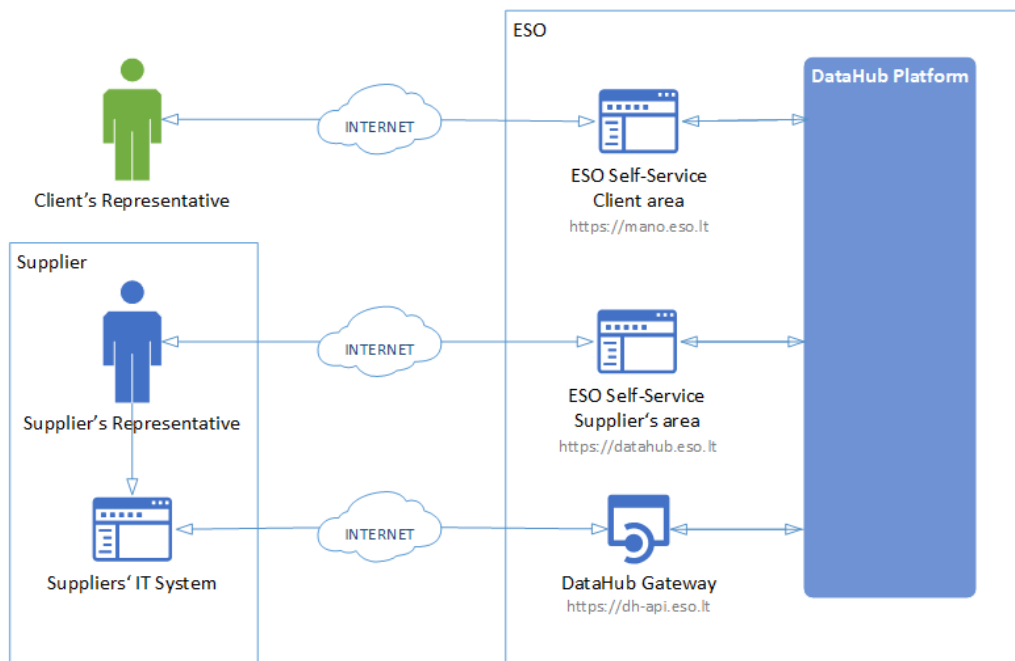 ESO
DataHub Platform
INTERNET
Client’s Representative
ESO Self-Service
Client area
https://mano.eso.lt
Supplier
INTERNET
Supplier’s Representative
ESO Self-Service
Supplier‘s area
https://datahub.eso.lt
INTERNET
Suppliers‘ IT System
DataHub Gateway
https://dh-api.eso.lt